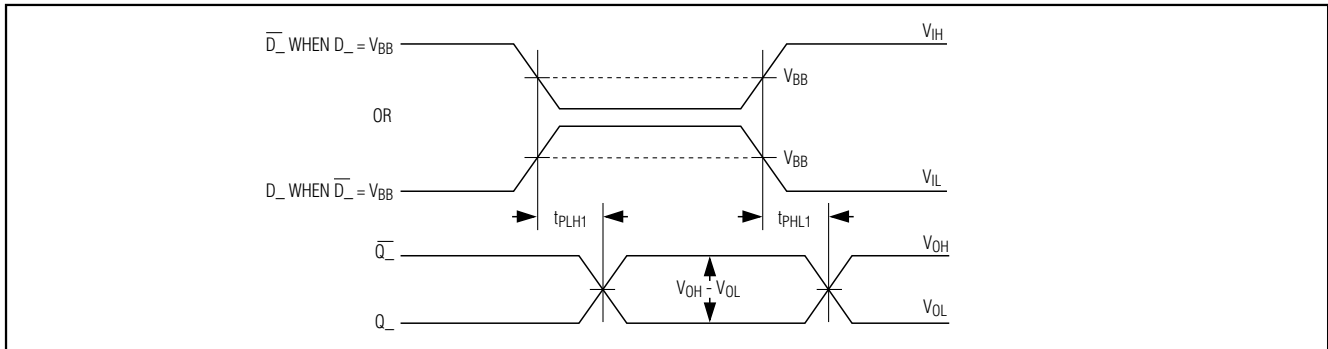 D̅_̅ WHEN D_ = VBB
VIH
VBB
OR
VBB
D_ WHEN D̅_̅ = VBB
VIL
tPLH1
tPHL1
Q̅_̅
VOH
VOH - VOL
Q_
VOL